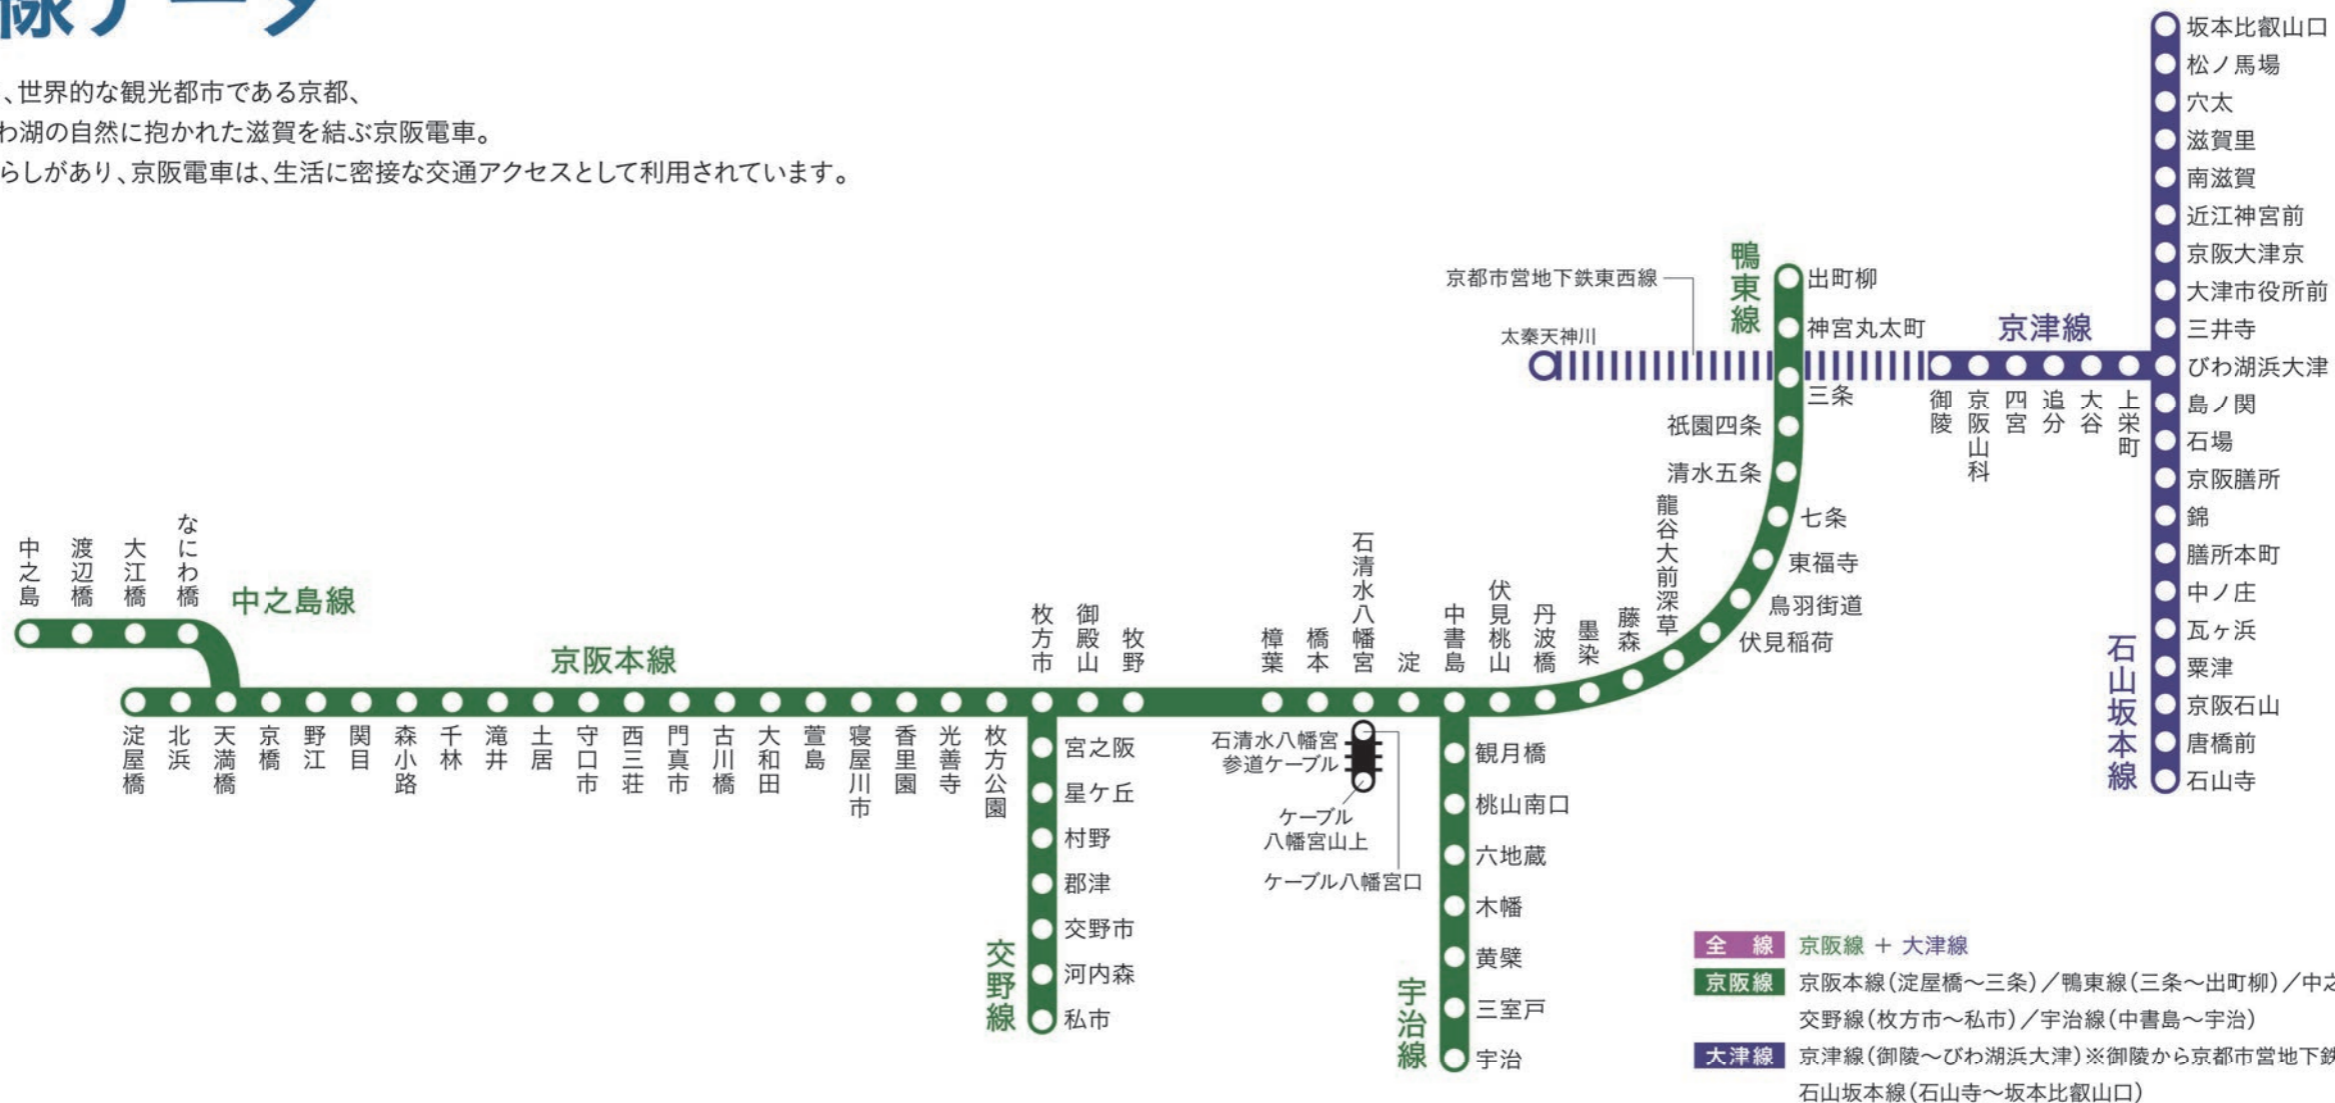 線データ
、世界的な観光都市である京都、
わ湖の自然に抱かれた滋賀を結ぶ京阪電車。
らしがあり、京阪電車は、生活に密接な交通アクセスとして利用されています。
中之島
渡辺橋
大江橋
なにわ橋
中之島線
京阪本線
淀屋橋
北浜
天満橋
京橋
野江
関目
森小路
千林
滝井
土居
守口市
西三荘
門真市
古川橋
大和田
萱島
寝屋川市
香里園
光善寺
枚方公園
枚方市
御殿山
牧野
樟葉
橋本
石清水八幡宮
淀
中書島
伏見桃山
丹波橋
墨染
藤森
龍谷大前深草
伏見稲荷
鳥羽街道
東福寺
七条
清水五条
祇園四条
三条
神宮丸太町
出町柳
鴨東線
宮之阪
星ケ丘
村野
郡津
交野市
河内森
私市
交野線
石清水八幡宮
参道ケーブル
ケーブル
八幡宮山上
ケーブル八幡宮口
観月橋
桃山南口
六地蔵
木幡
黄檗
三室戸
宇治
宇治線
京都市営地下鉄東西線
太秦天神川
京津線
御陵
京阪山科
四宮
追分
大谷
上栄町
坂本比叡山口
松ノ馬場
穴太
滋賀里
南滋賀
近江神宮前
京阪大津京
大津市役所前
三井寺
びわ湖浜大津
島ノ関
石場
京阪膳所
錦
膳所本町
中ノ庄
瓦ヶ浜
粟津
京阪石山
唐橋前
石山寺
石山坂本線
全 線 京阪線 + 大津線
京阪線 京阪本線(淀屋橋〜三条)/鴨東線(三条〜出町柳)/中之
交野線(枚方市〜私市)/宇治線(中書島〜宇治)
大津線 京津線(御陵〜びわ湖浜大津)※御陵から京都市営地下鉄
石山坂本線(石山寺〜坂本比叡山口)